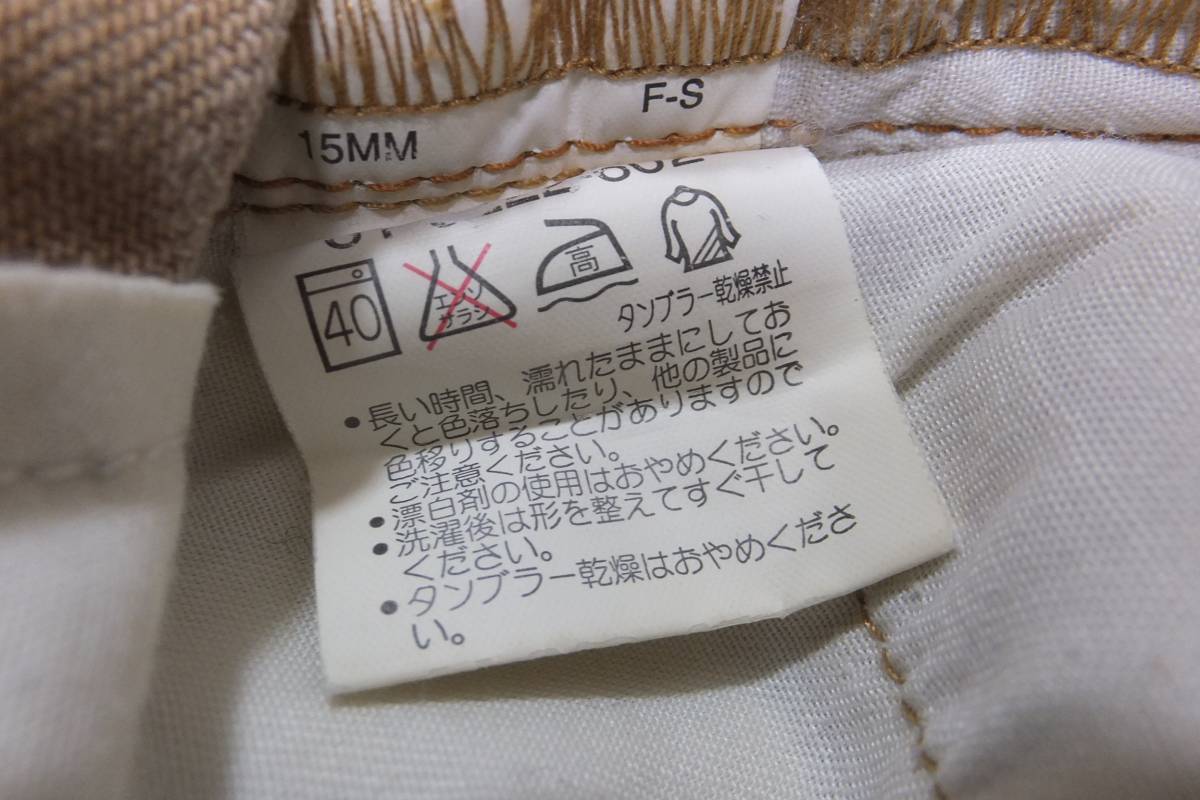 F-S
15MM
40
エンソ
サラシ
高
タンブラー乾燥禁止
● 長い時間、濡れたままにしてお
くと色落ちしたり、他の製品に
色移りすることがありますので
ご注意ください。
● 漂白剤の使用はおやめください。
● 洗濯後は形を整えてすぐ干して
ください。
● タンブラー乾燥はおやめくださ
い。